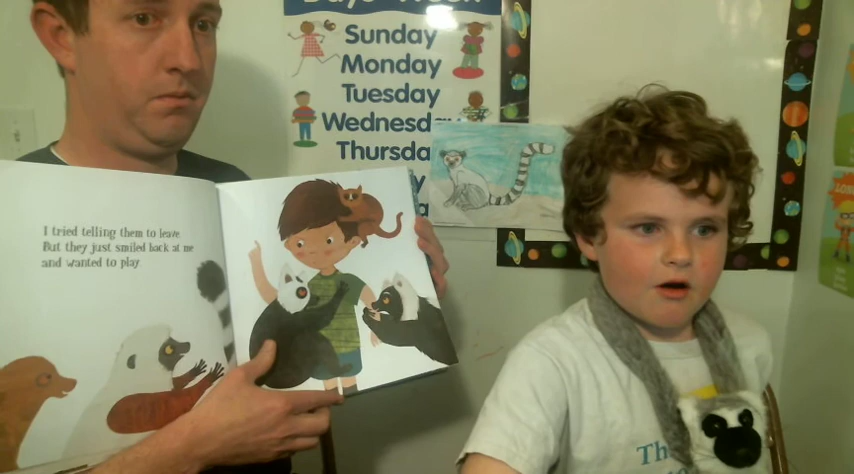 Sunday
Monday
Tuesday
Wednesday
Thursda
I tried telling them to leave
But they just smiled back at me
and wanted to play.
Th